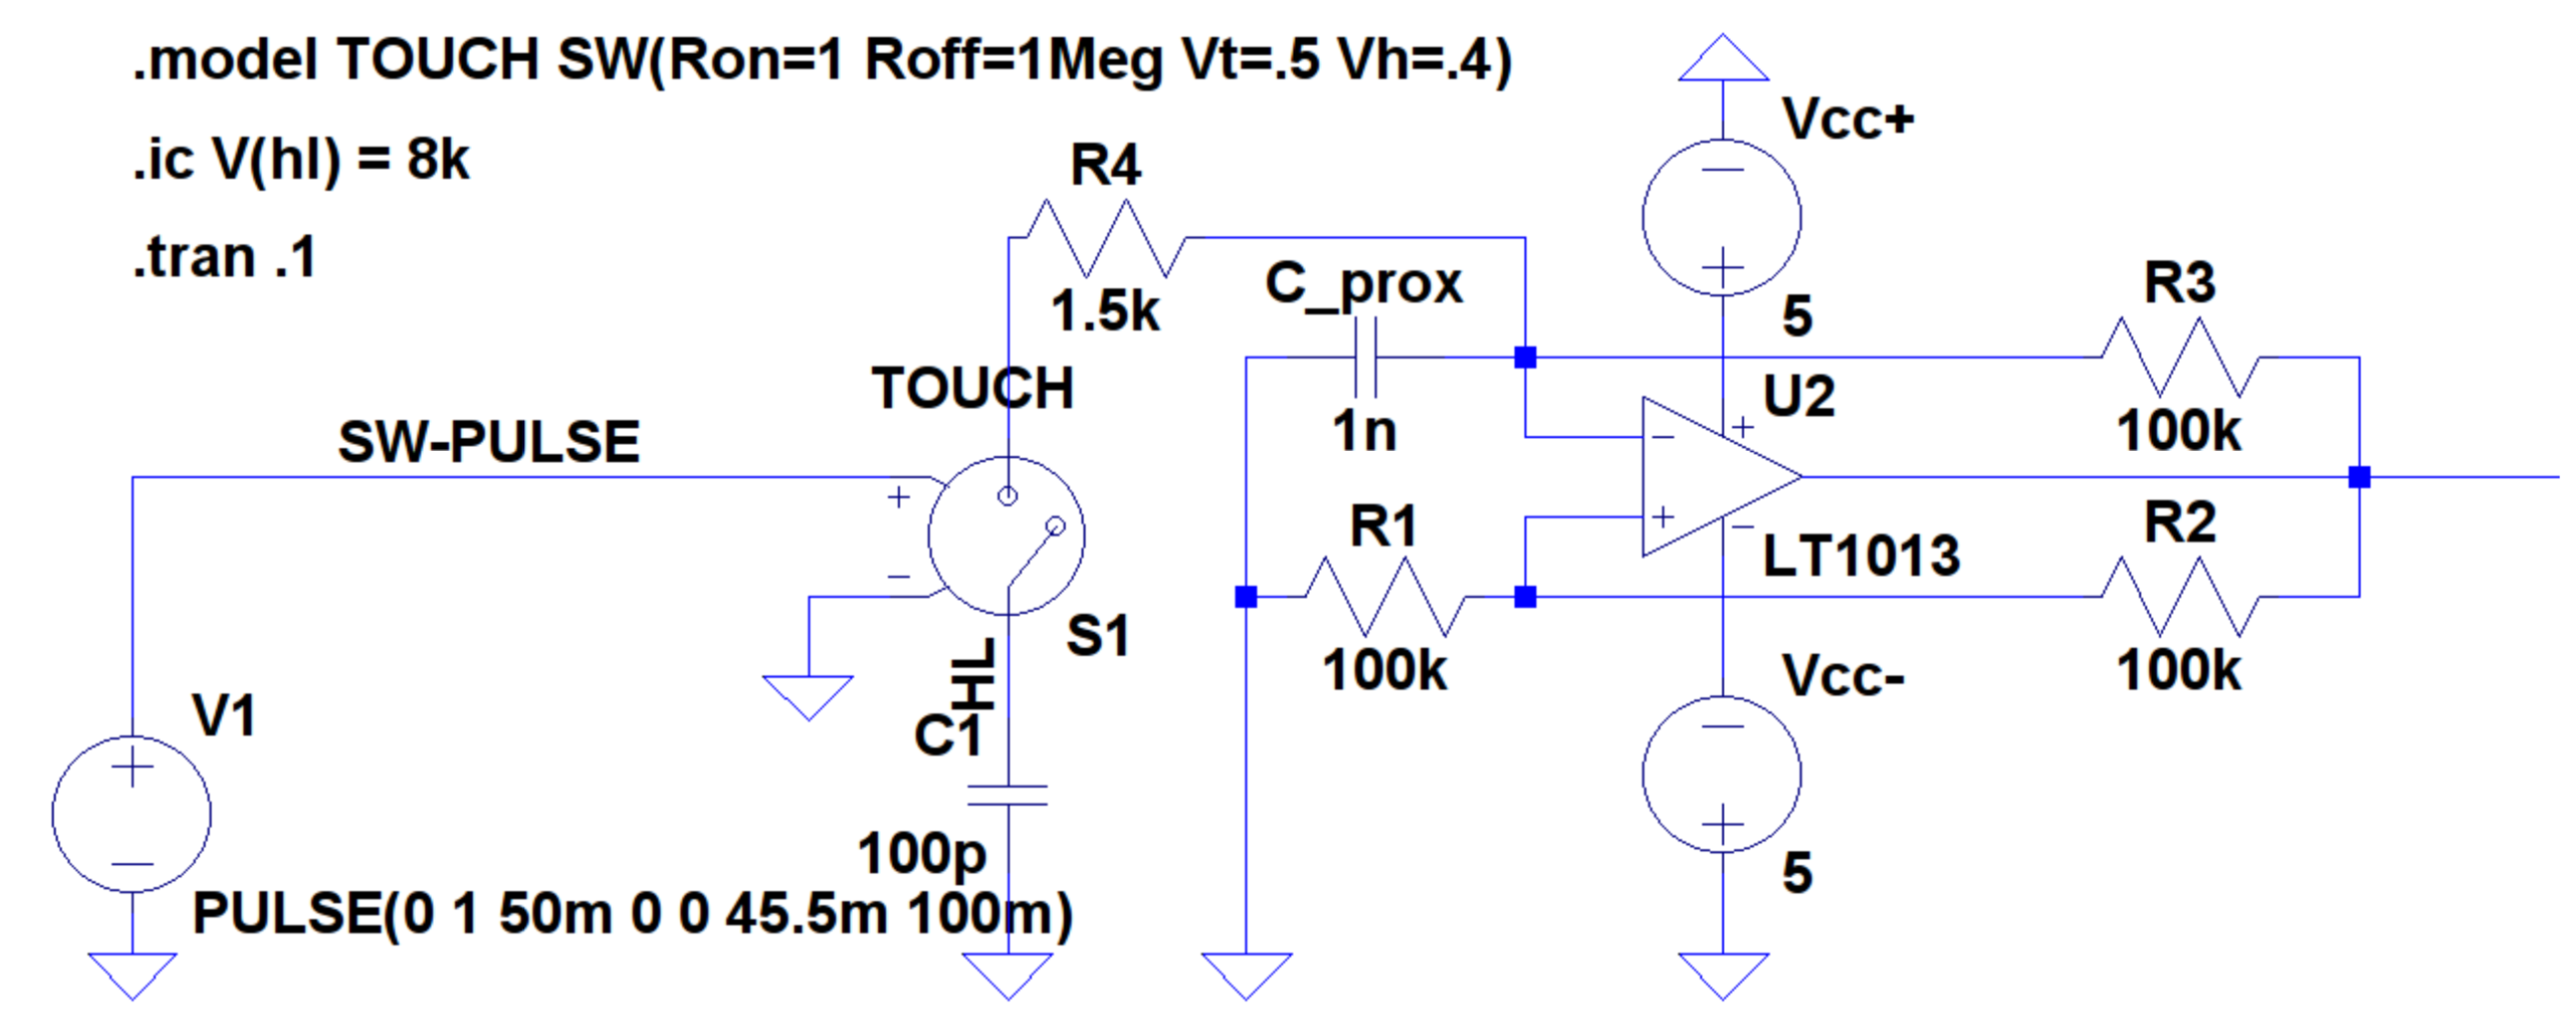 .model TOUCH SW(Ron=1 Roff=1Meg Vt=.5 Vh=.4)
.ic V(hl) = 8k
.tran .1
R4
1.5k
C_prox
1n
Vcc+
5
R3
100k
TOUCH
SW-PULSE
U2
LT1013
R1
100k
R2
100k
S1
HL
C1
100p
V1
PULSE(0 1 50m 0 0 45.5m 100m)
Vcc-
5